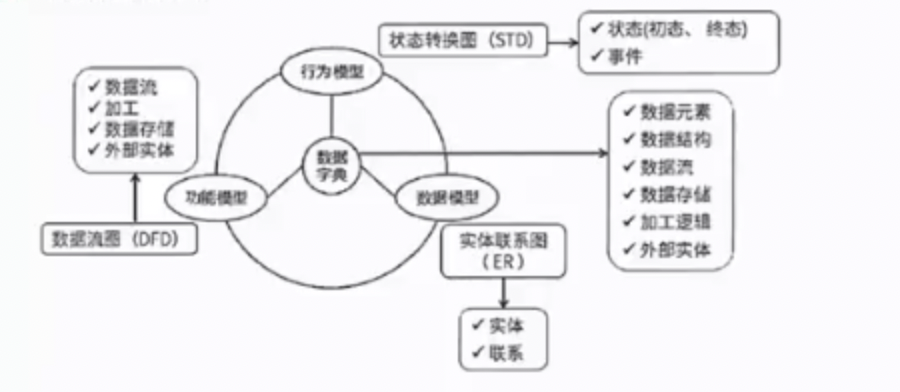 状态转换图（STD）
✓ 状态(初态、 终态)
✓ 事件
行为模型
✓ 数据流
✓ 加工
✓ 数据存储
✓ 外部实体
数据
字典
✓ 数据元素
✓ 数据结构
✓ 数据流
✓ 数据存储
✓ 加工逻辑
✓ 外部实体
功能模型
数据模型
数据流图（DFD）
实体联系图
（ER）
✓ 实体
✓ 联系